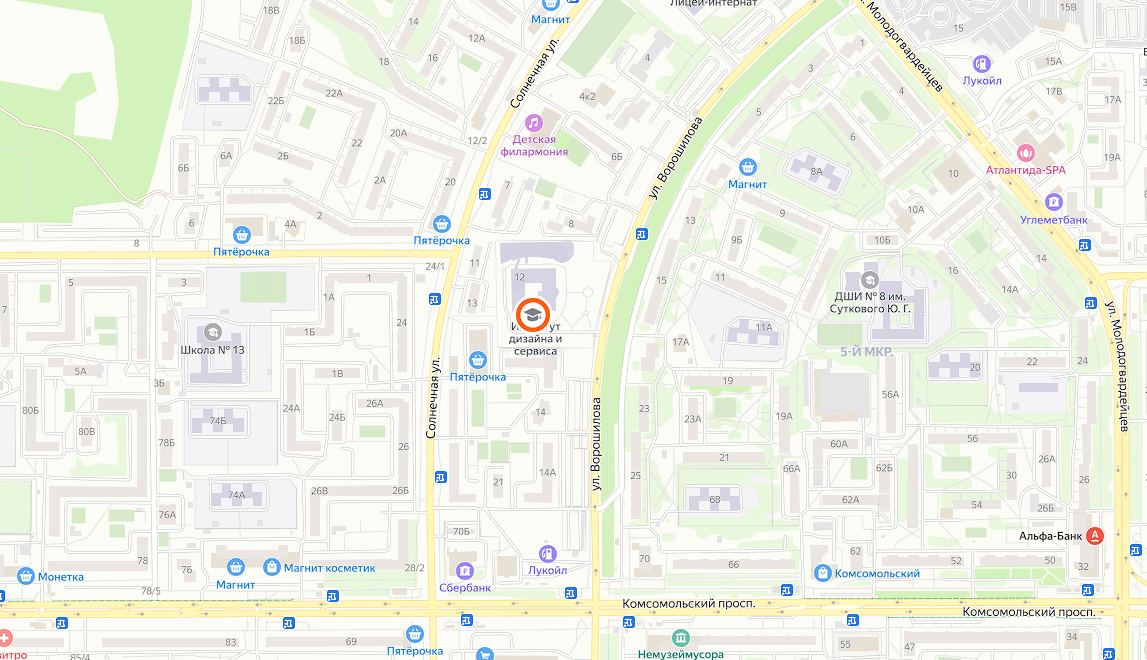 Лицей-интернат
18В
14
Магнит
15
ул. Молодогвардейцев
18Б
12А
1
16
18
4
15А
Лукойл
Солнечная ул.
22А
22Б
4к2
4
17В
17А
5
20А
12/2
Детская
филармония
6
22
6А
2Б
6Б
6Б
19А
ул. Ворошилова
Атлантида-SPA
2А
20
7
Магнит
8А
10
Углеметбанк
2
9
10А
6
4А
8
13
Пятёрочка
Пятёрочка
8
9Б
10Б
14
24/1
11
16
14
12
11
5
3
1
15
ДШИ № 8 им.
Суткового Ю. Г.
13
24
ул. Молодогвардейцев
Институт
дизайна и
сервиса
11А
1Б
Школа № 13
17А
5-Й МКР.
22
24
20
5А
1В
Пятёрочка
19
3Б
Солнечная ул.
56А
80Б
24А
26А
23
14
19А
24Б
23А
74Б
80В
78Б
60А
56
26
ул. Ворошилова
21
26А
66А
62Б
25
14А
30
26
76А
74А
26В
26Б
21
68
62А
54
70Б
Альфа-Банк
78
62
Лукойл
70
66
52
50
76
Магнит
Магнит косметик
28/2
Монетка
Сбербанк
Комсомольский
32
78/5
Комсомольский просп.
Комсомольский просп.
83
69
55
47
34
Пятёрочка
Немузеймусора
85/4